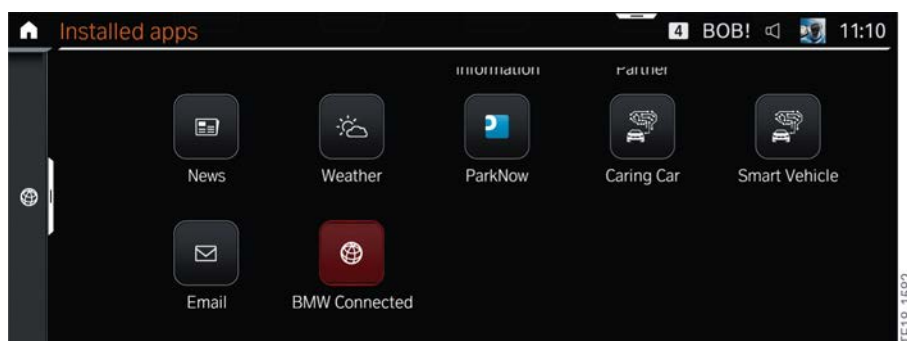 Installed apps 4 BOB! 11:10
Information Partner
News Weather ParkNow Caring Car Smart Vehicle
Email BMW Connected